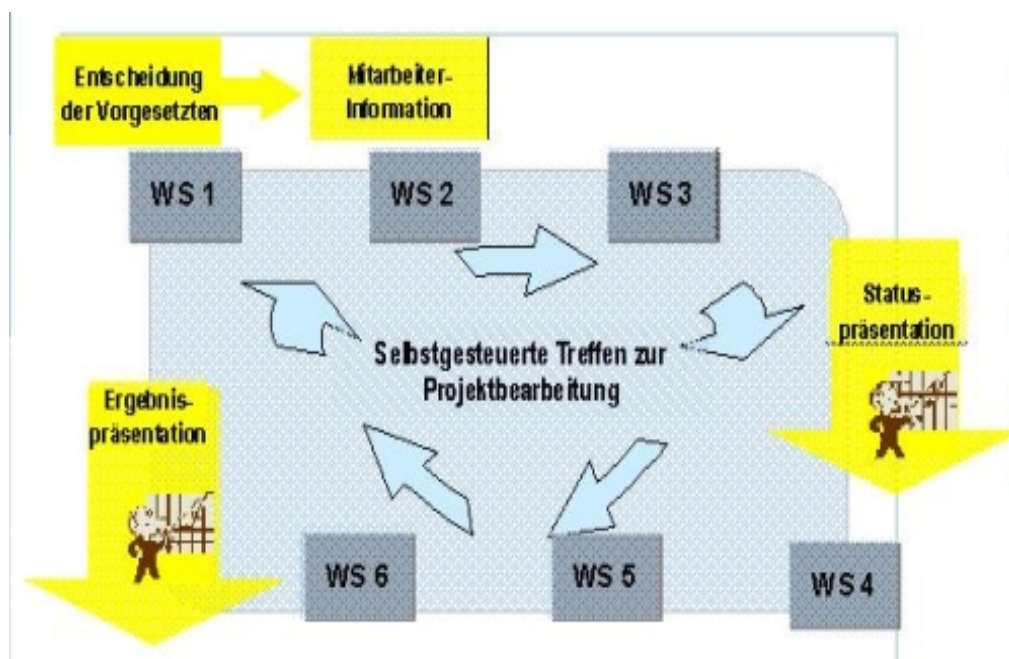 Entscheidung
der Vorgesetzten
Mitarbeiter-
Information
WS 1
WS 2
WS 3
Status-
präsentation
Selbstgesteuerte Treffen zur
Projektbearbeitung
Ergebnis-
präsentation
WS 6
WS 5
WS 4